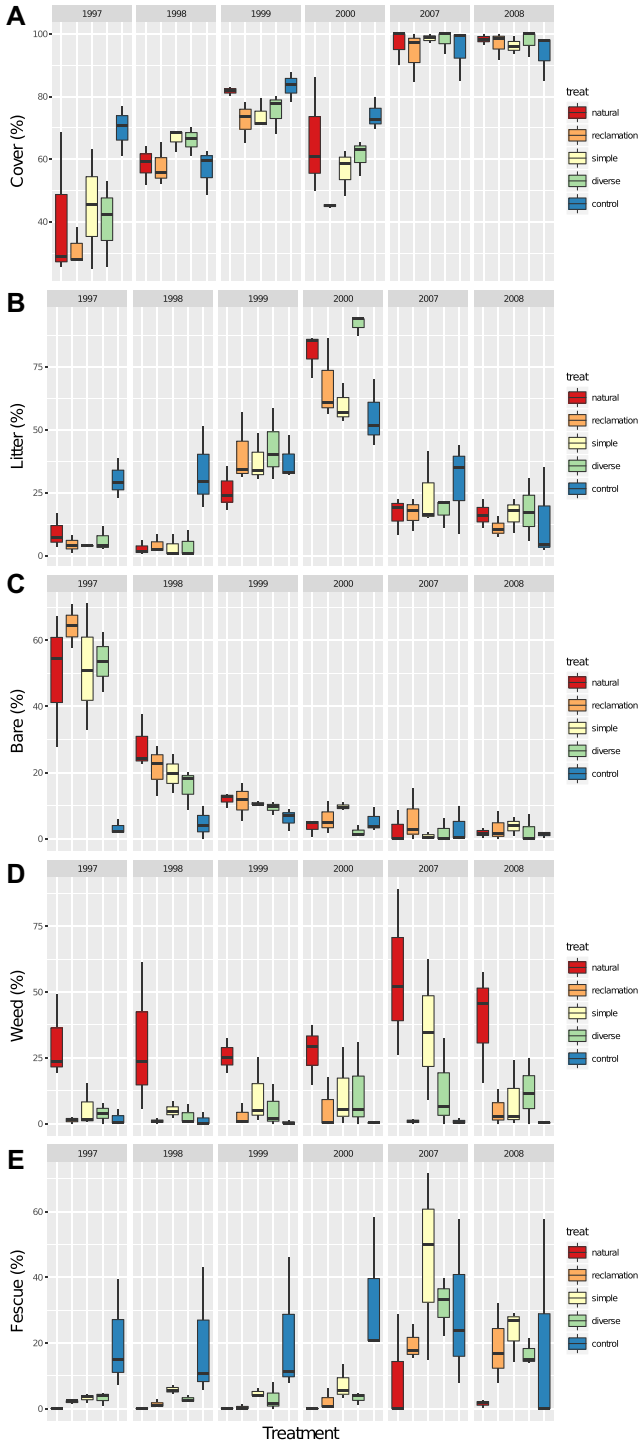 A
1997 1998 1999 2000 2007 2008
100
80
60
40
Cover (%)
treat
natural
reclamation
simple
diverse
control
B
1997 1998 1999 2000 2007 2008
75
50
25
0
Litter (%)
treat
natural
reclamation
simple
diverse
control
C
1997 1998 1999 2000 2007 2008
60
40
20
0
Bare (%)
treat
natural
reclamation
simple
diverse
control
D
1997 1998 1999 2000 2007 2008
75
50
25
0
Weed (%)
treat
natural
reclamation
simple
diverse
control
E
1997 1998 1999 2000 2007 2008
60
40
20
0
Fescue (%)
treat
natural
reclamation
simple
diverse
control
Treatment